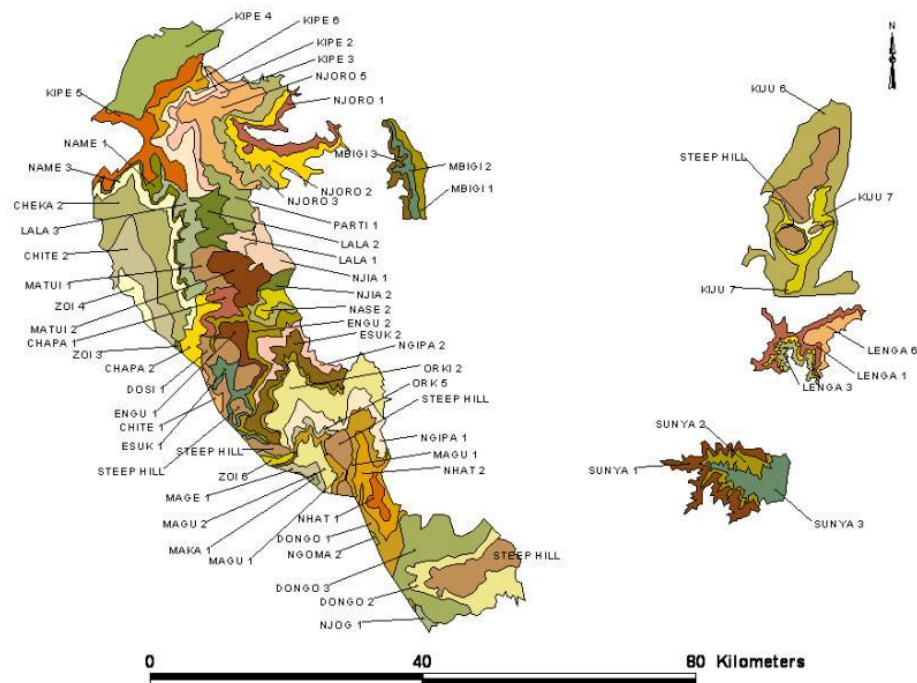 KIPE 4
KIPE 6
KIPE 2
KIPE 3
NJORO 5
NJORO 1
KIPE 5
NAME 1
NAME 3
CHEKA 2
LALA 3
CHITE 2
MATUI 1
ZOI 4
MATUI 2
CHAPA 1
ZOI 3
CHAPA 2
DOSI 1
ENGU 1
CHITE 1
ESUK 1
STEEP HILL
STEEP HILL
ZOI 6
MAGE 1
MAGU 2
MAKA 1
MAGU 1
NJORO 2
NJORO 3
PARTI 1
LALA 2
LALA 1
NJIA 1
NJIA 2
NASE 2
ENGU 2
ESUK 2
NGIPA 2
ORKI 2
ORK 5
STEEP HILL
NGIPA 1
MAGU 1
NHAT 2
NHAT 1
DONGO 1
NGOMA 2
STEEP HILL
DONGO 3
DONGO 2
NJOG 1
MBIGI 3
MBIGI 2
MBIGI 1
N
KIJU 6
STEEP HILL
KIJU 7
KIJU 7
LENGA 6
LENGA 1
LENGA 3
SUNYA 2
SUNYA 1
SUNYA 3
0 40 80 Kilometers